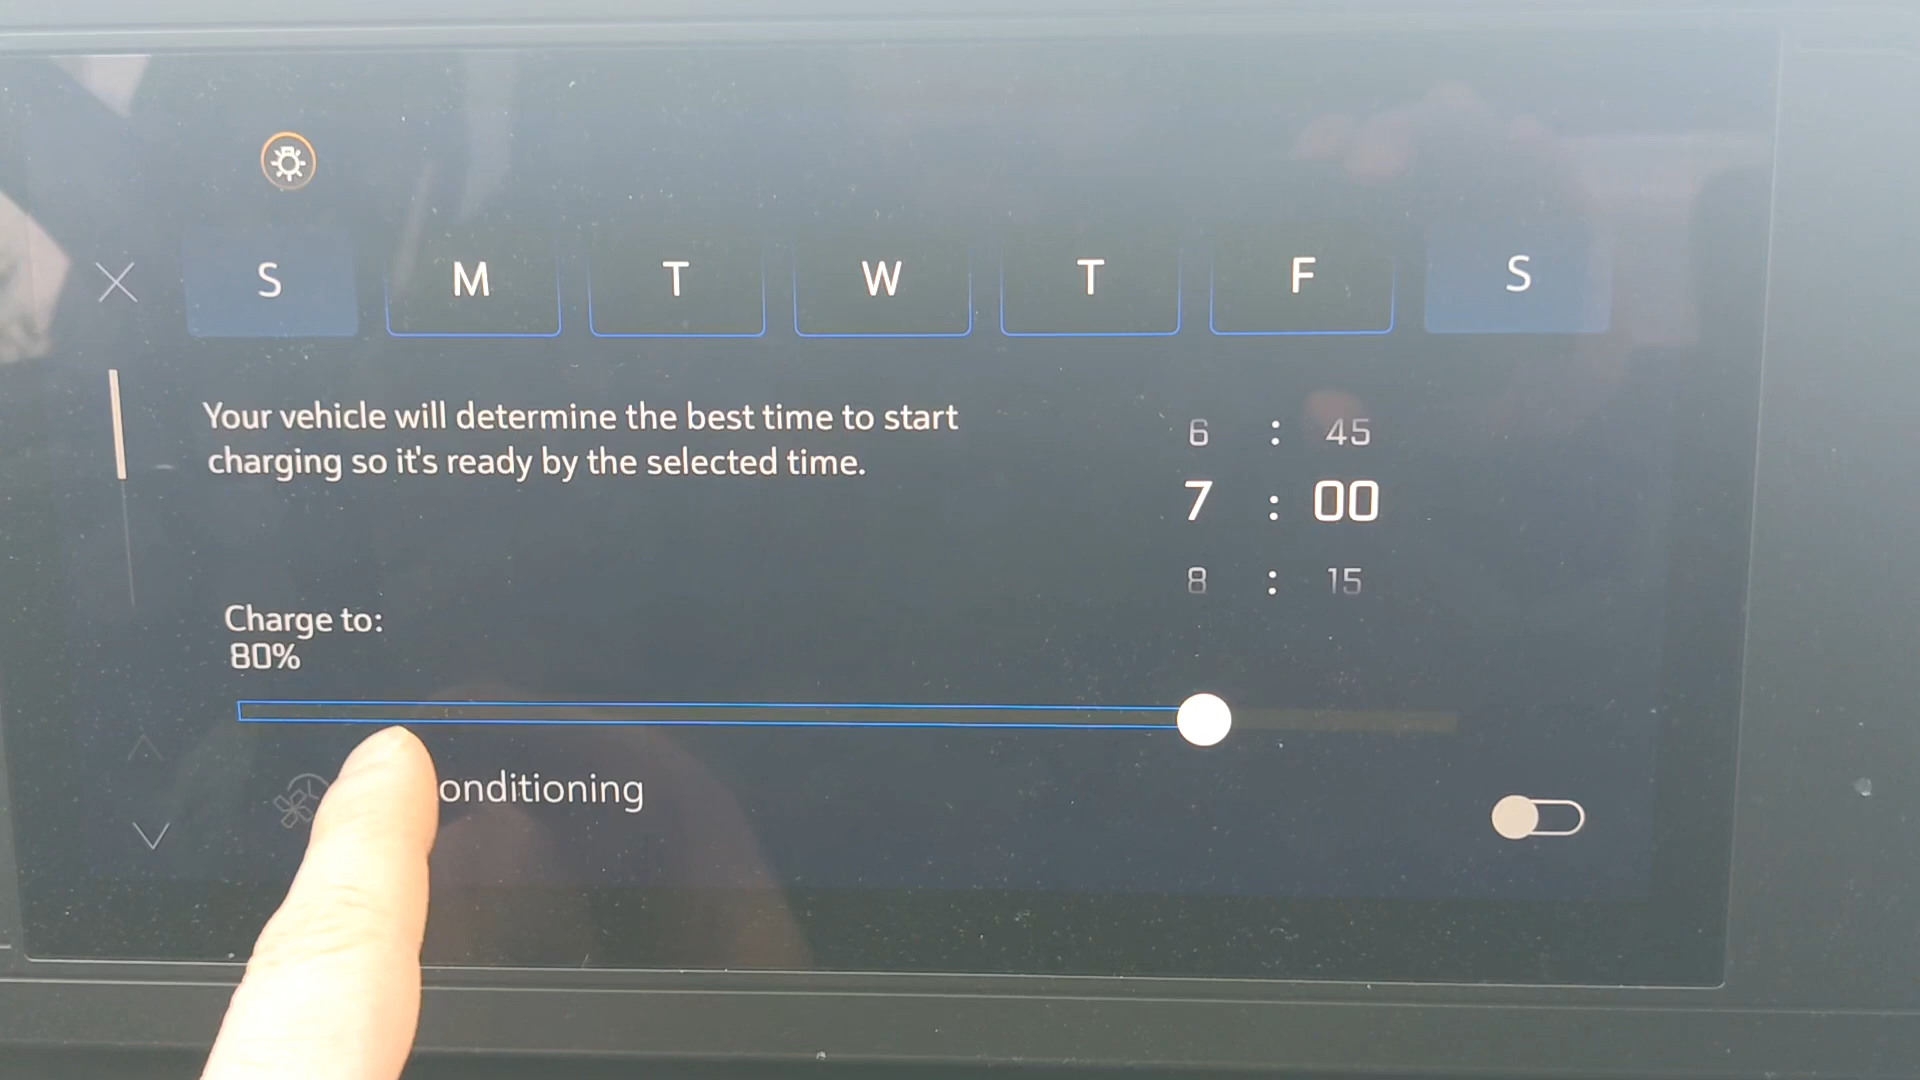 S M T W T F S
Your vehicle will determine the best time to start
charging so it's ready by the selected time.
6 : 45
7 : 00
8 : 15
Charge to:
80%
onditioning